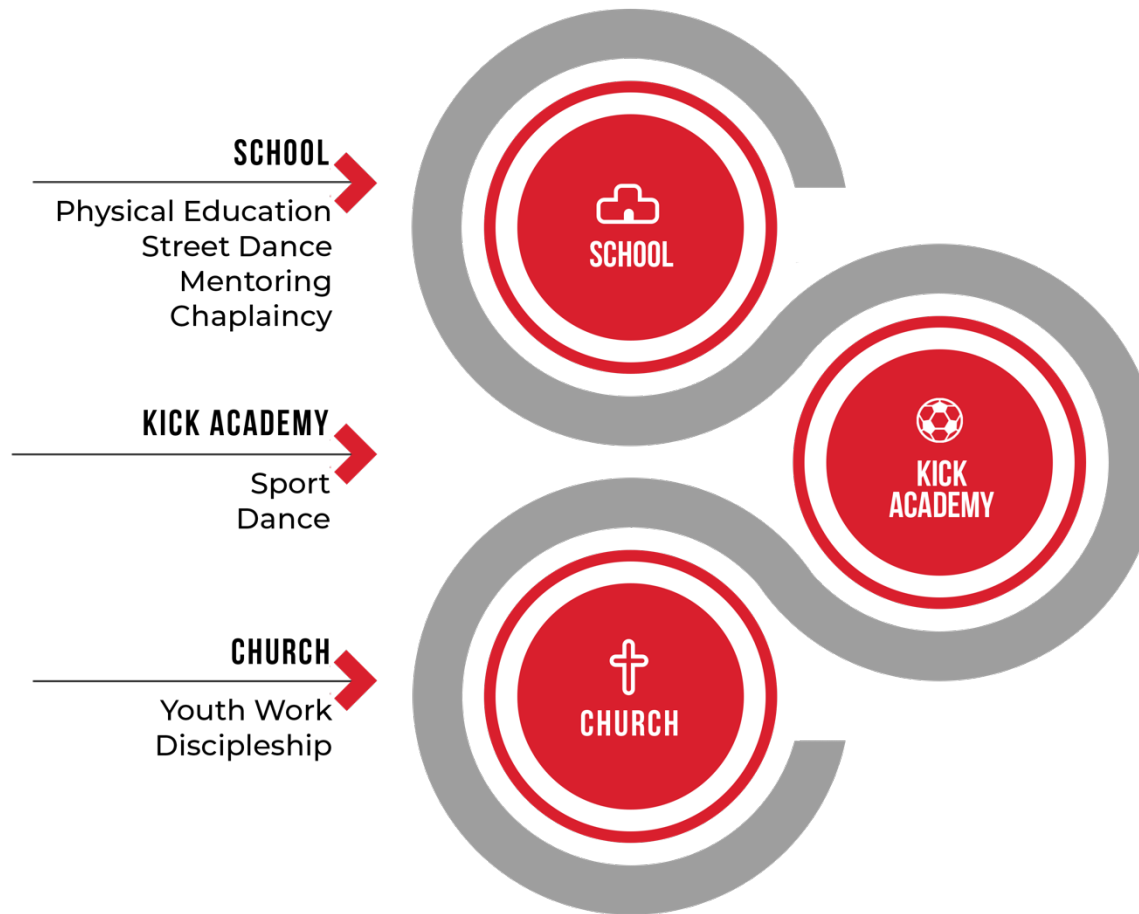 SCHOOL
Physical Education
Street Dance
Mentoring
Chaplaincy
KICK ACADEMY
Sport
Dance
CHURCH
Youth Work
Discipleship
SCHOOL
KICK
ACADEMY
CHURCH